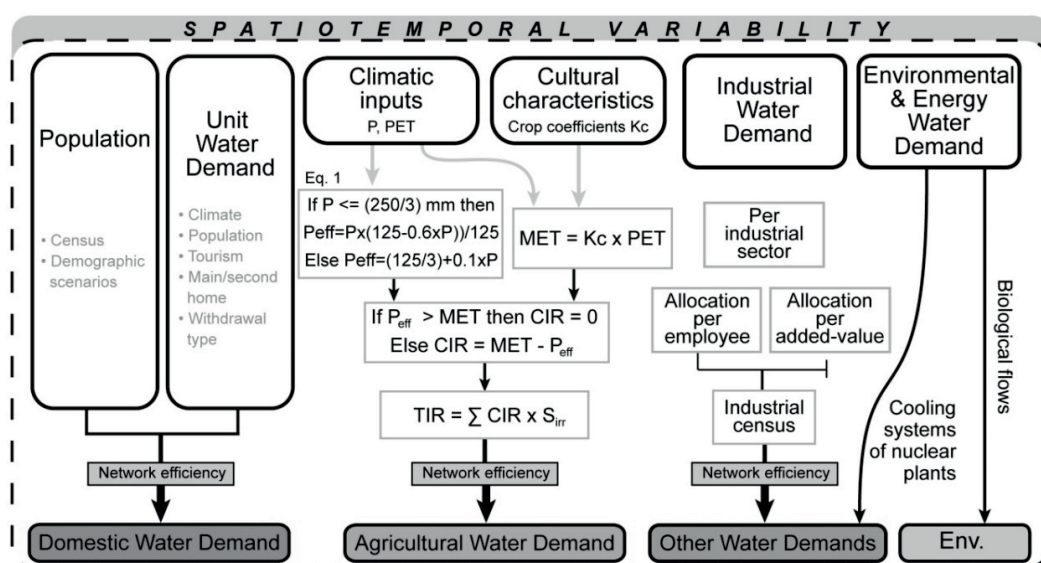 SPATIOTEMPORAL VARIABILITY
Population
• Census
• Demographic
scenarios
Unit
Water
Demand
• Climate
• Population
• Tourism
• Main/second
home
• Withdrawal
type
Climatic
inputs
P, PET
Cultural
characteristics
Crop coefficients Kc
Industrial
Water
Demand
Environmental
& Energy
Water
Demand
Eq. 1
If P <= (250/3) mm then
Peff=Px(125-0.6xP))/125
Else Peff=(125/3)+0.1xP
MET = Kc x PET
Per
industrial
sector
If Peff > MET then CIR = 0
Else CIR = MET - Peff
Allocation
per
employee
Allocation
per
added-value
TIR = ∑ CIR x Sirr
Industrial
census
Cooling
systems
of nuclear
plants
Biological flows
Network efficiency
Network efficiency
Network efficiency
Domestic Water Demand
Agricultural Water Demand
Other Water Demands
Env.